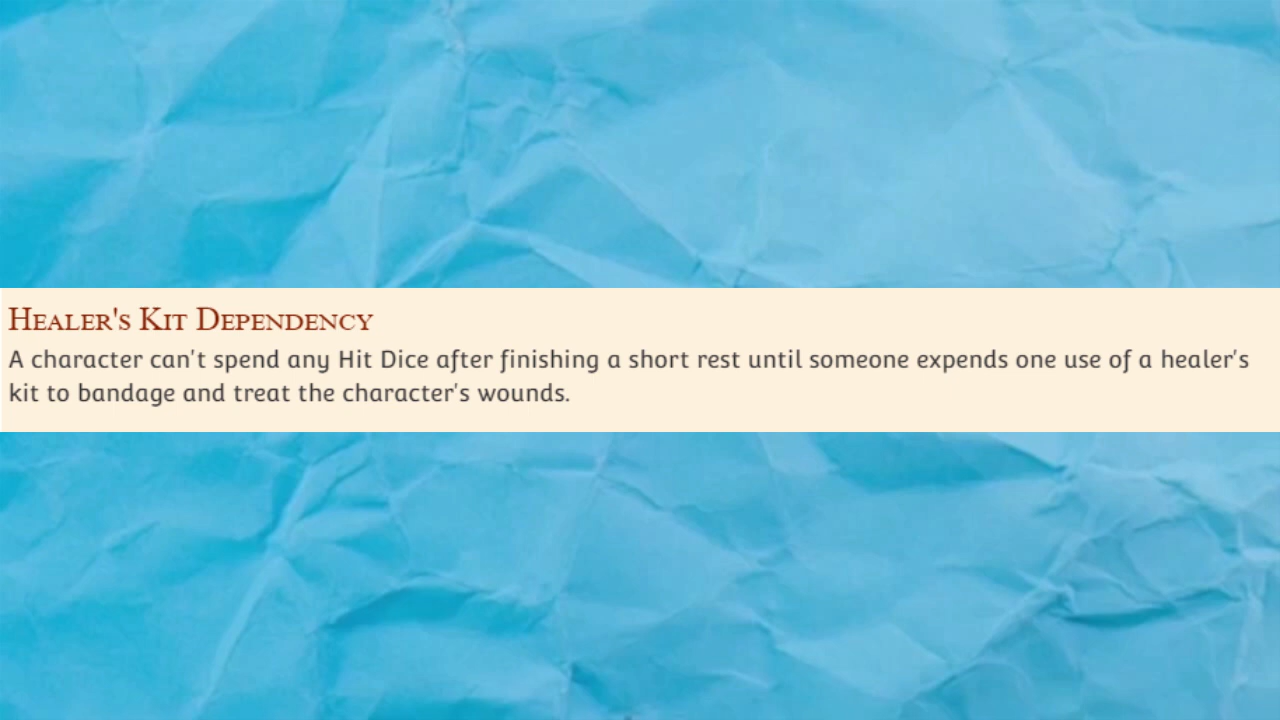 Healer's Kit Dependency
A character can't spend any Hit Dice after finishing a short rest until someone expends one use of a healer's
kit to bandage and treat the character's wounds.